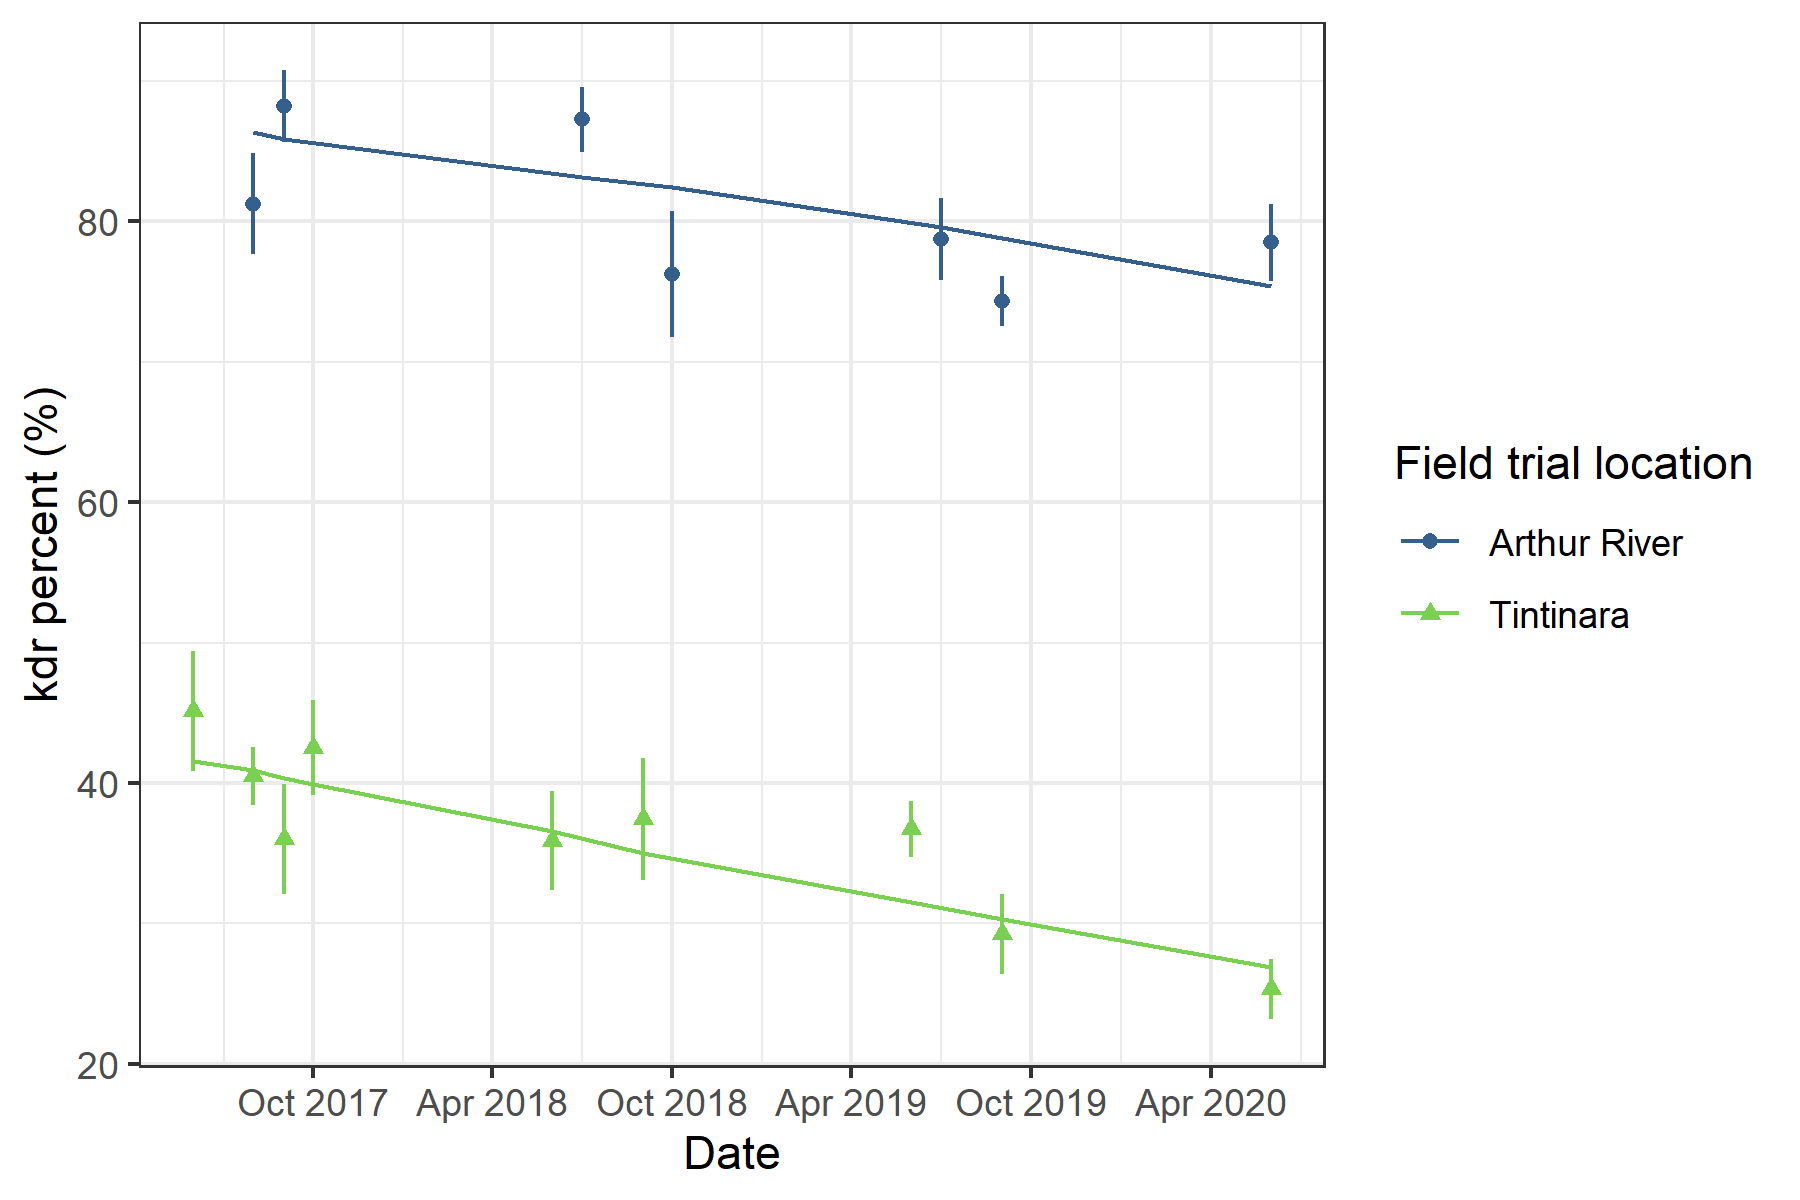 kdr percent (%)
80
60
40
20
Oct 2017 Apr 2018 Oct 2018 Apr 2019 Oct 2019 Apr 2020
Date
Field trial location
Arthur River
Tintinara